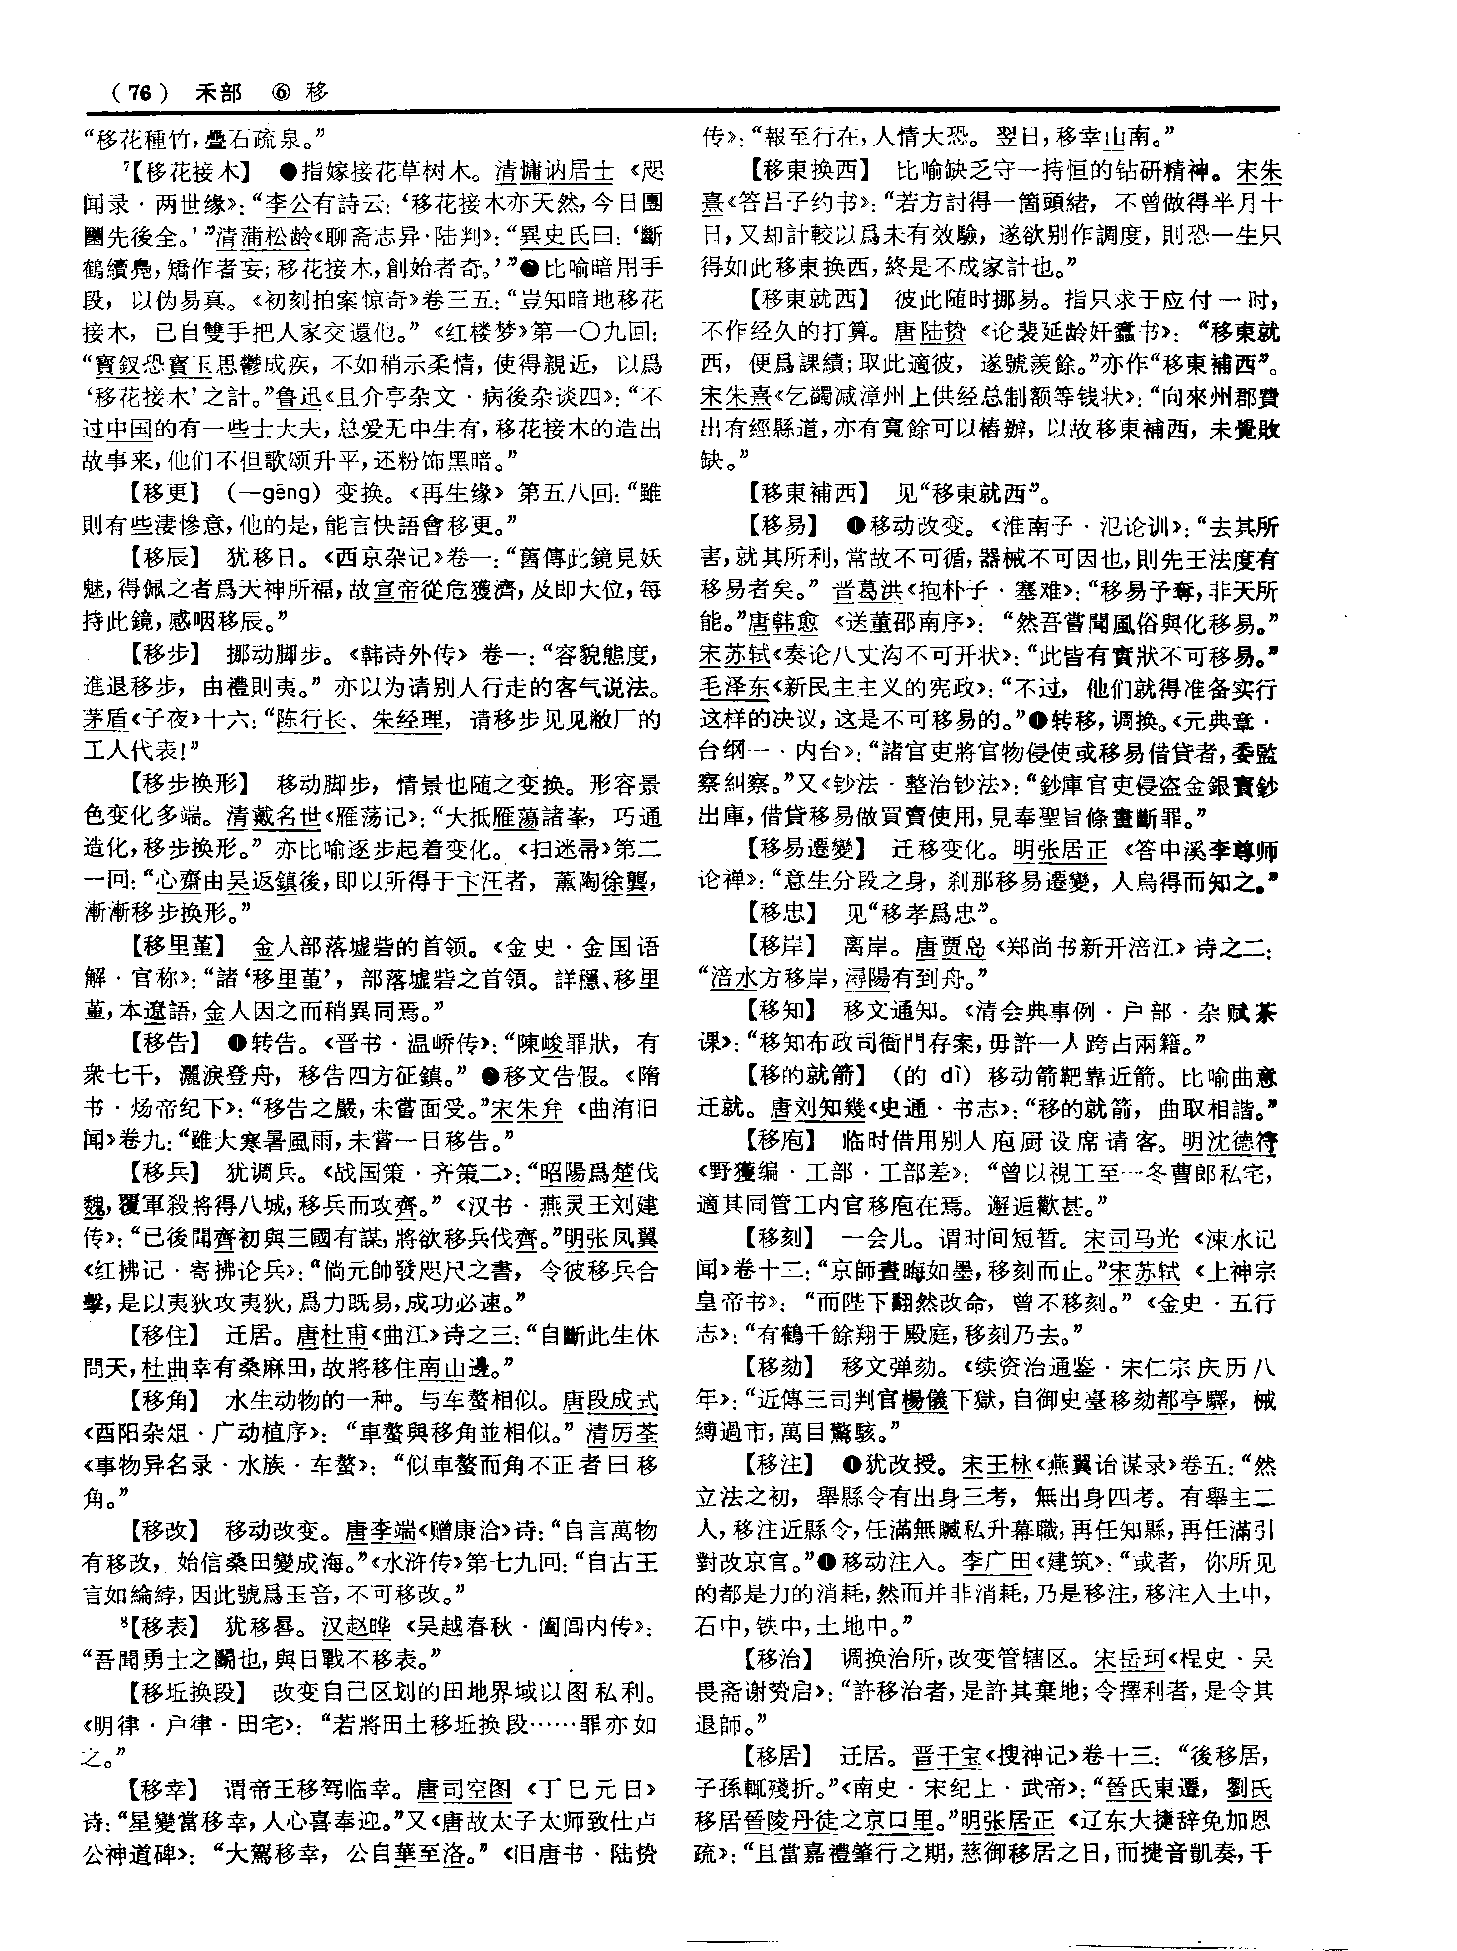 （76） 禾部 ⑥ 移
“移花種竹，疊石疏泉。”
7【移花接木】 ●指嫁接花草树木。清慵讷居士《咫
闻录·两世缘》：“李公有詩云：‘移花接木亦天然，今日團
團先後全。’”清蒲松龄《聊斋志异·陆判》：“異史氏曰：‘斷
鶴續凫，矯作者妄；移花接木，創始者奇。’”❷比喻暗用手
段，以伪易真。《初刻拍案惊奇》卷三五：“豈知暗地移花
接木，已自雙手把人家交還他。”《红楼梦》第一〇九回：
“寶釵恐寶玉思鬱成疾，不如稍示柔情，使得親近，以爲
‘移花接木’之計。”鲁迅《且介亭杂文·病後杂谈四》：“不
过中国的有一些士大夫，总爱无中生有，移花接木的造出
故事来，他们不但歌颂升平，还粉饰黑暗。”
【移更】 （—gēng）变换。《再生缘》第五八回：“雖
則有些淒慘意，他的是，能言快語會移更。”
【移辰】 犹移日。《西京杂记》卷一：“舊傳此鏡見妖
魅，得佩之者爲天神所福，故宣帝從危獲濟，及即大位，每
持此鏡，感咽移辰。”
【移步】 挪动脚步。《韩诗外传》卷一：“容貌態度，
進退移步，由禮則夷。”亦以为请别人行走的客气说法。
茅盾《子夜》十六：“陈行长、朱经理，请移步见见敝厂的
工人代表！”
【移步换形】 移动脚步，情景也随之变换。形容景
色变化多端。清戴名世《雁荡记》：“大抵雁蕩諸峯，巧通
造化，移步换形。”亦比喻逐步起着变化。《扫迷帚》第二
一回：“心齋由吴返鎮後，即以所得于卞汪者，薰陶徐龔，
漸漸移步换形。”
【移里堇】 金人部落墟砦的首领。《金史·金国语
解·官称》：“諸‘移里堇’，部落墟砦之首領。詳穩、移里
堇，本遼語，金人因之而稍異同焉。”
【移告】 ❶转告。《晋书·温峤传》：“陳峻罪狀，有
衆七千，灑淚登舟，移告四方征鎮。”❷移文告假。《隋
书·炀帝纪下》：“移告之嚴，未嘗面受。”宋朱弁《曲洧旧
闻》卷九：“雖大寒暑風雨，未嘗一日移告。”
【移兵】 犹调兵。《战国策·齐策二》：“昭陽爲楚伐
魏，覆軍殺將得八城，移兵而攻齊。”《汉书·燕灵王刘建
传》：“已後聞齊初與三國有謀，將欲移兵伐齊。”明张凤翼
《红拂记·寄拂论兵》：“倘元帥發咫尺之書，令彼移兵合
擊，是以夷狄攻夷狄，爲力既易，成功必速。”
【移住】 迁居。唐杜甫《曲江》诗之三：“自斷此生休
問天，杜曲幸有桑麻田，故將移住南山邊。”
【移角】 水生动物的一种。与车螯相似。唐段成式
《酉阳杂俎·广动植序》：“車螯與移角並相似。”清厉荃
《事物异名录·水族·车螯》：“似車螯而角不正者曰移
角。”
【移改】 移动改变。唐李端《赠康洽》诗：“自言萬物
有移改，始信桑田變成海。”《水浒传》第七九回：“自古王
言如綸綍，因此號爲玉音，不可移改。”
8【移表】 犹移晷。汉赵晔《吴越春秋·阖闾内传》：
“吾聞勇士之鬭也，與日戰不移表。”
【移坵换段】 改变自己区划的田地界域以图私利。
《明律·户律·田宅》：“若將田土移坵换段……罪亦如
之。”
【移幸】 谓帝王移驾临幸。唐司空图《丁巳元日》
诗：“星變當移幸，人心喜奉迎。”又《唐故太子太师致仕卢
公神道碑》：“大駕移幸，公自華至洛。”《旧唐书·陆贽
传》：“報至行在，人情大恐。翌日，移幸山南。”
【移東换西】 比喻缺乏守一持恒的钻研精神。宋朱
熹《答吕子约书》：“若方討得一箇頭緒，不曾做得半月十
日，又却計較以爲未有效驗，遂欲别作調度，則恐一生只
得如此移東换西，終是不成家計也。”
【移東就西】 彼此随时挪易。指只求于应付一时，
不作经久的打算。唐陆贽《论裴延龄奸蠹书》：“移東就
西，便爲課績；取此適彼，遂號羨餘。”亦作“移東補西”。
宋朱熹《乞蠲减漳州上供经总制额等钱状》：“向來州郡費
出有經縣道，亦有寬餘可以樁辦，以故移東補西，未覺敗
缺。”
【移東補西】 见“移東就西”。
【移易】 ❶移动改变。《淮南子·氾论训》：“去其所
害，就其所利，常故不可循，器械不可因也，則先王法度有
移易者矣。”晋葛洪《抱朴子·塞难》：“移易予奪，非天所
能。”唐韩愈《送董邵南序》：“然吾嘗聞風俗與化移易。”
宋苏轼《奏论八丈沟不可开状》：“此皆有實狀不可移易。”
毛泽东《新民主主义的宪政》：“不过，他们就得准备实行
这样的决议，这是不可移易的。”❶转移，调换。《元典章·
台纲一·内台》：“諸官吏將官物侵使或移易借貸者，委監
察糾察。”又《钞法·整治钞法》：“鈔庫官吏侵盜金銀寶鈔
出庫，借貸移易做買賣使用，見奉聖旨條畫斷罪。”
【移易遷變】 迁移变化。明张居正《答中溪李尊师
论禅》：“意生分段之身，刹那移易遷變，人烏得而知之。”
【移忠】 见“移孝爲忠”。
【移岸】 离岸。唐贾岛《郑尚书新开涪江》诗之二：
“涪水方移岸，潯陽有到舟。”
【移知】 移文通知。《清会典事例·户部·杂赋茶
课》：“移知布政司衙門存案，毋許一人跨占兩籍。”
【移的就箭】 （的 dì）移动箭靶靠近箭。比喻曲意
迁就。唐刘知幾《史通·书志》：“移的就箭，曲取相諧。”
【移庖】 临时借用别人庖厨设席请客。明沈德符
《野獲编·工部·工部差》：“曾以視工至一冬曹郎私宅，
適其同管工内官移庖在焉。邂逅歡甚。”
【移刻】 一会儿。谓时间短暂。宋司马光《涑水记
闻》卷十二：“京師晝晦如墨，移刻而止。”宋苏轼《上神宗
皇帝书》：“而陛下翻然改命，曾不移刻。”《金史·五行
志》：“有鶴千餘翔于殿庭，移刻乃去。”
【移劾】 移文弹劾。《续资治通鉴·宋仁宗庆历八
年》：“近傳三司判官楊儀下獄，自御史臺移劾都亭驛，械
縛過市，萬目驚駭。”
【移注】 ❶犹改授。宋王栐《燕翼诒谋录》卷五：“然
立法之初，舉縣令有出身三考，無出身四考。有舉主二
人，移注近縣令，任滿無贓私升幕職，再任知縣，再任滿引
對改京官。”❶移动注入。李广田《建筑》：“或者，你所见
的都是力的消耗，然而并非消耗，乃是移注，移注入土中，
石中，铁中，土地中。”
【移治】 调换治所，改变管辖区。宋岳珂《桯史·吴
畏斋谢贽启》：“許移治者，是許其棄地；令擇利者，是令其
退師。”
【移居】 迁居。晋干宝《搜神记》卷十三：“後移居，
子孫輒殘折。”《南史·宋纪上·武帝》：“晉氏東遷，劉氏
移居晉陵丹徒之京口里。”明张居正《辽东大捷辞免加恩
疏》：“且當嘉禮肇行之期，慈御移居之日，而捷音凱奏，千